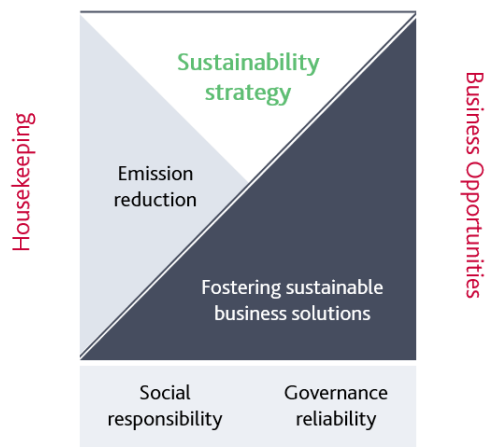 Sustainability
strategy
Housekeeping
Business Opportunities
Emission
reduction
Fostering sustainable
business solutions
Social
responsibility
Governance
reliability